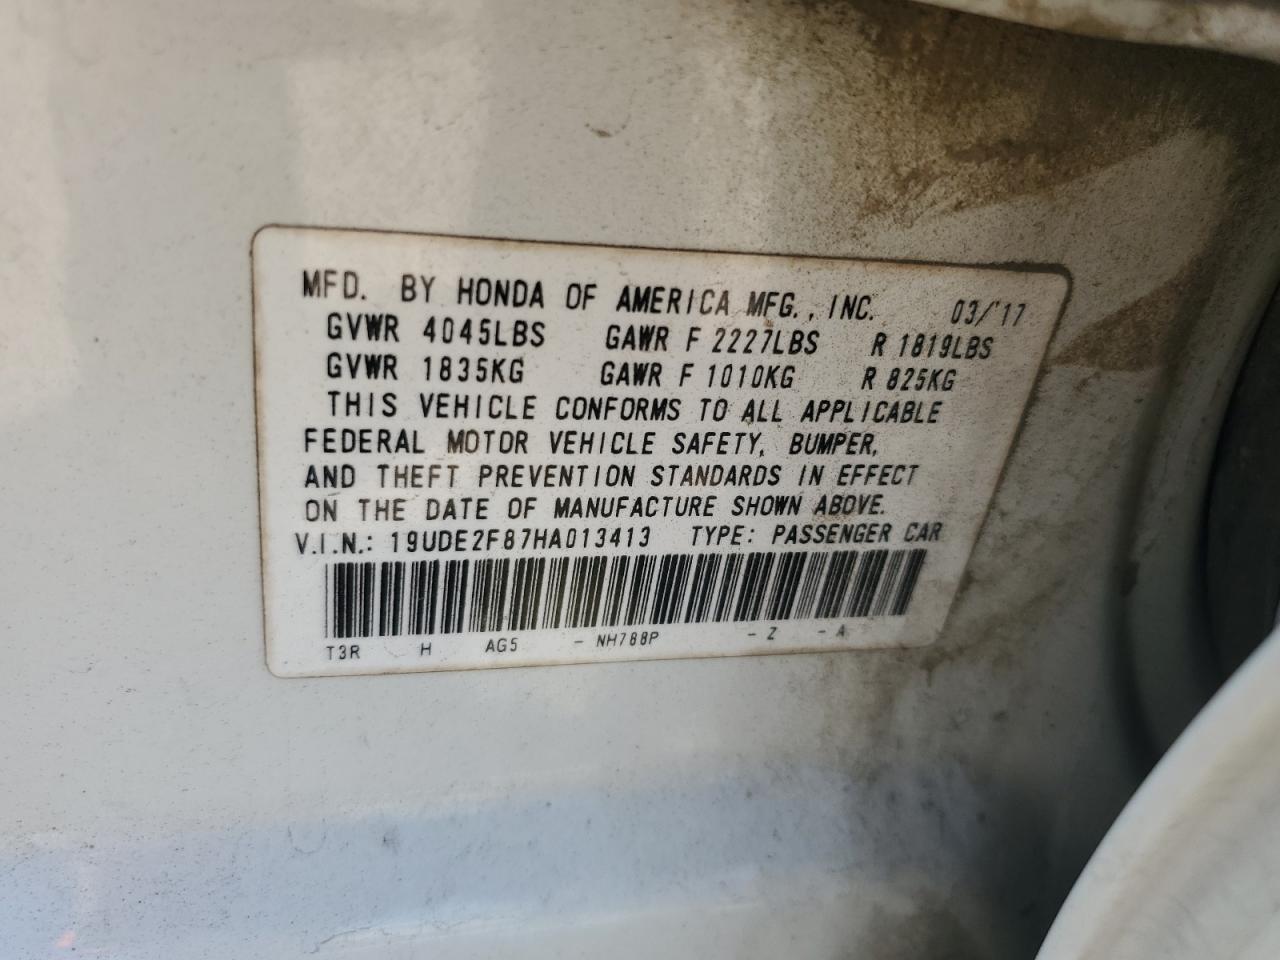 MFD. BY HONDA OF AMERICA MFG., INC. 03/'17
GVWR 4045LBS GAWR F 2227LBS R 1819LBS
GVWR 1835KG GAWR F 1010KG R 825KG
THIS VEHICLE CONFORMS TO ALL APPLICABLE
FEDERAL MOTOR VEHICLE SAFETY, BUMPER,
AND THEFT PREVENTION STANDARDS IN EFFECT
ON THE DATE OF MANUFACTURE SHOWN ABOVE.
V.I.N.: 19UDE2F87HA013413 TYPE: PASSENGER CAR
T3R H AG5 - NH788P - Z - A